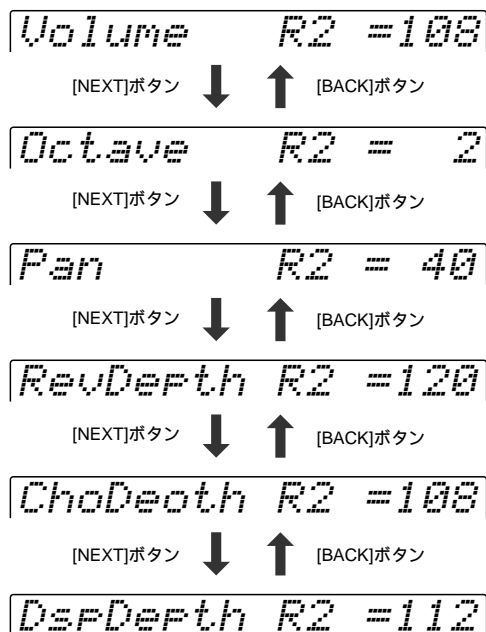 Volume R2 =108
[NEXT]ボタン [BACK]ボタン
Octave R2 = 2
[NEXT]ボタン [BACK]ボタン
Pan R2 = 40
[NEXT]ボタン [BACK]ボタン
RevDepth R2 =120
[NEXT]ボタン [BACK]ボタン
ChoDeoth R2 =108
[NEXT]ボタン [BACK]ボタン
DspDepth R2 =112